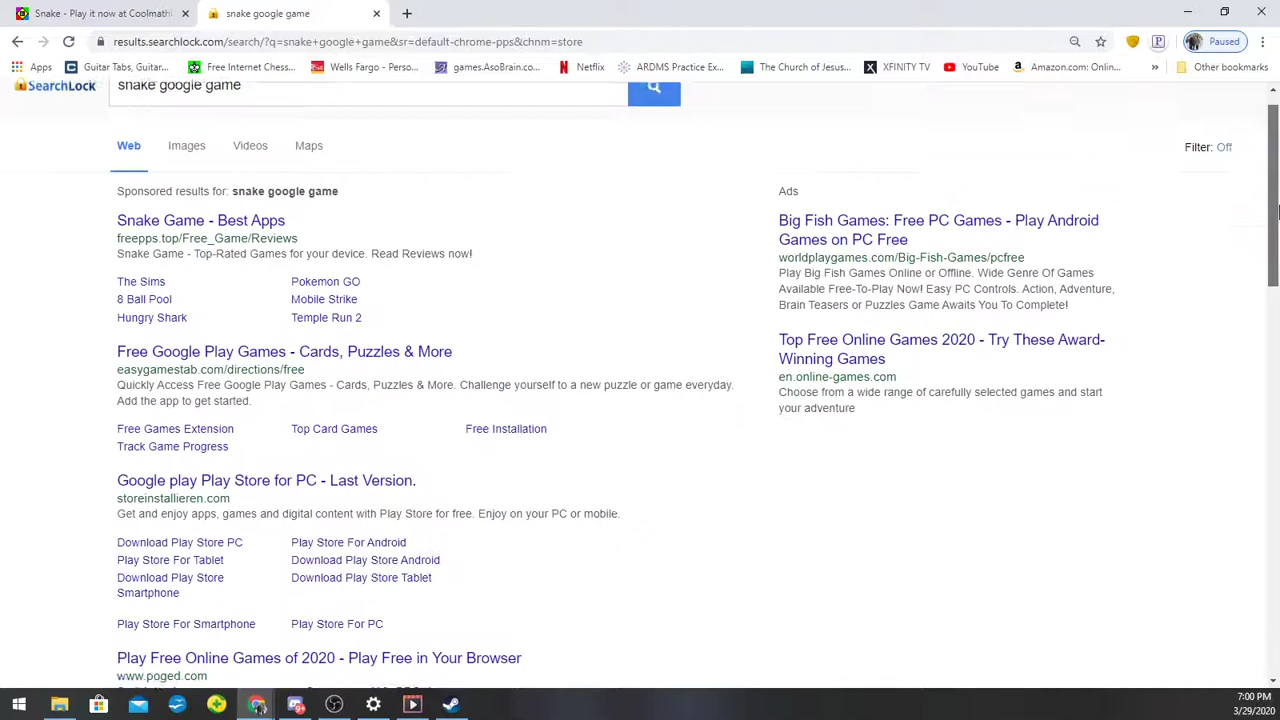 Snake - Play it now at Coolmath
snake google game
results.searchlock.com/search/?q=snake+google+game&sr=default-chrome-apps&chnm=store
Paused
Apps
Guitar Tabs, Guitar...
Free Internet Chess...
Wells Fargo - Perso...
games.AsoBrain.co...
Netflix
ARDMS Practice Ex...
The Church of Jesus...
XFINITY TV
YouTube
Amazon.com: Onlin...
»
Other bookmarks
SearchLock
snake google game
Web
Images
Videos
Maps
Filter: Off
Sponsored results for: snake google game
Snake Game - Best Apps
freepps.top/Free_Game/Reviews
Snake Game - Top-Rated Games for your device. Read Reviews now!
The Sims
Pokemon GO
8 Ball Pool
Mobile Strike
Hungry Shark
Temple Run 2
Free Google Play Games - Cards, Puzzles & More
easygamestab.com/directions/free
Quickly Access Free Google Play Games - Cards, Puzzles & More. Challenge yourself to a new puzzle or game everyday.
Add the app to get started.
Free Games Extension
Top Card Games
Free Installation
Track Game Progress
Google play Play Store for PC - Last Version.
storeinstallieren.com
Get and enjoy apps, games and digital content with Play Store for free. Enjoy on your PC or mobile.
Download Play Store PC
Play Store For Android
Play Store For Tablet
Download Play Store Android
Download Play Store
Smartphone
Download Play Store Tablet
Play Store For Smartphone
Play Store For PC
Play Free Online Games of 2020 - Play Free in Your Browser
www.poged.com
Ads
Big Fish Games: Free PC Games - Play Android
Games on PC Free
worldplaygames.com/Big-Fish-Games/pcfree
Play Big Fish Games Online or Offline. Wide Genre Of Games
Available Free-To-Play Now! Easy PC Controls. Action, Adventure,
Brain Teasers or Puzzles Game Awaits You To Complete!
Top Free Online Games 2020 - Try These Award-
Winning Games
en.online-games.com
Choose from a wide range of carefully selected games and start
your adventure
7:00 PM
3/29/2020